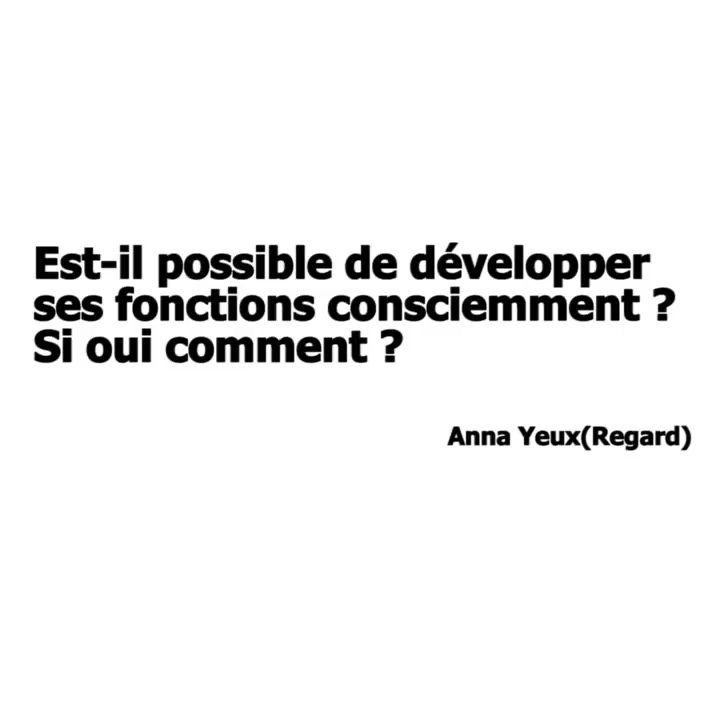 Est-il possible de développer
ses fonctions consciemment ?
Si oui comment ?
Anna Yeux(Regard)